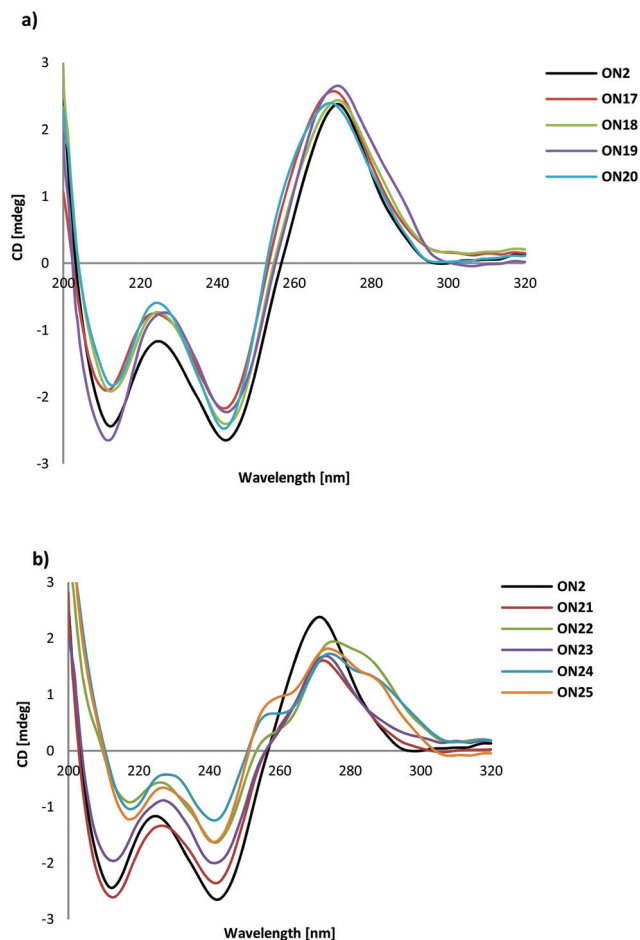 a)
3
2
1
0
-1
-2
-3
CD [mdeg]
200 220 240 260 280 300 320
Wavelength [nm]
ON2
ON17
ON18
ON19
ON20
b)
3
2
1
0
-1
-2
-3
CD [mdeg]
200 220 240 260 280 300 320
Wavelength [nm]
ON2
ON21
ON22
ON23
ON24
ON25